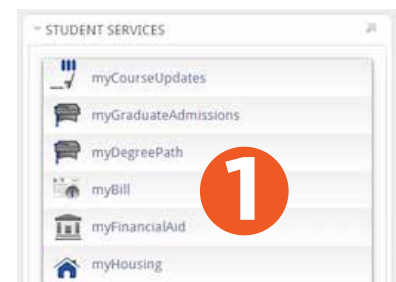 STUDENT SERVICES
myCourseUpdates
myGraduateAdmissions
myDegreePath
myBill
1
myFinancialAid
myHousing